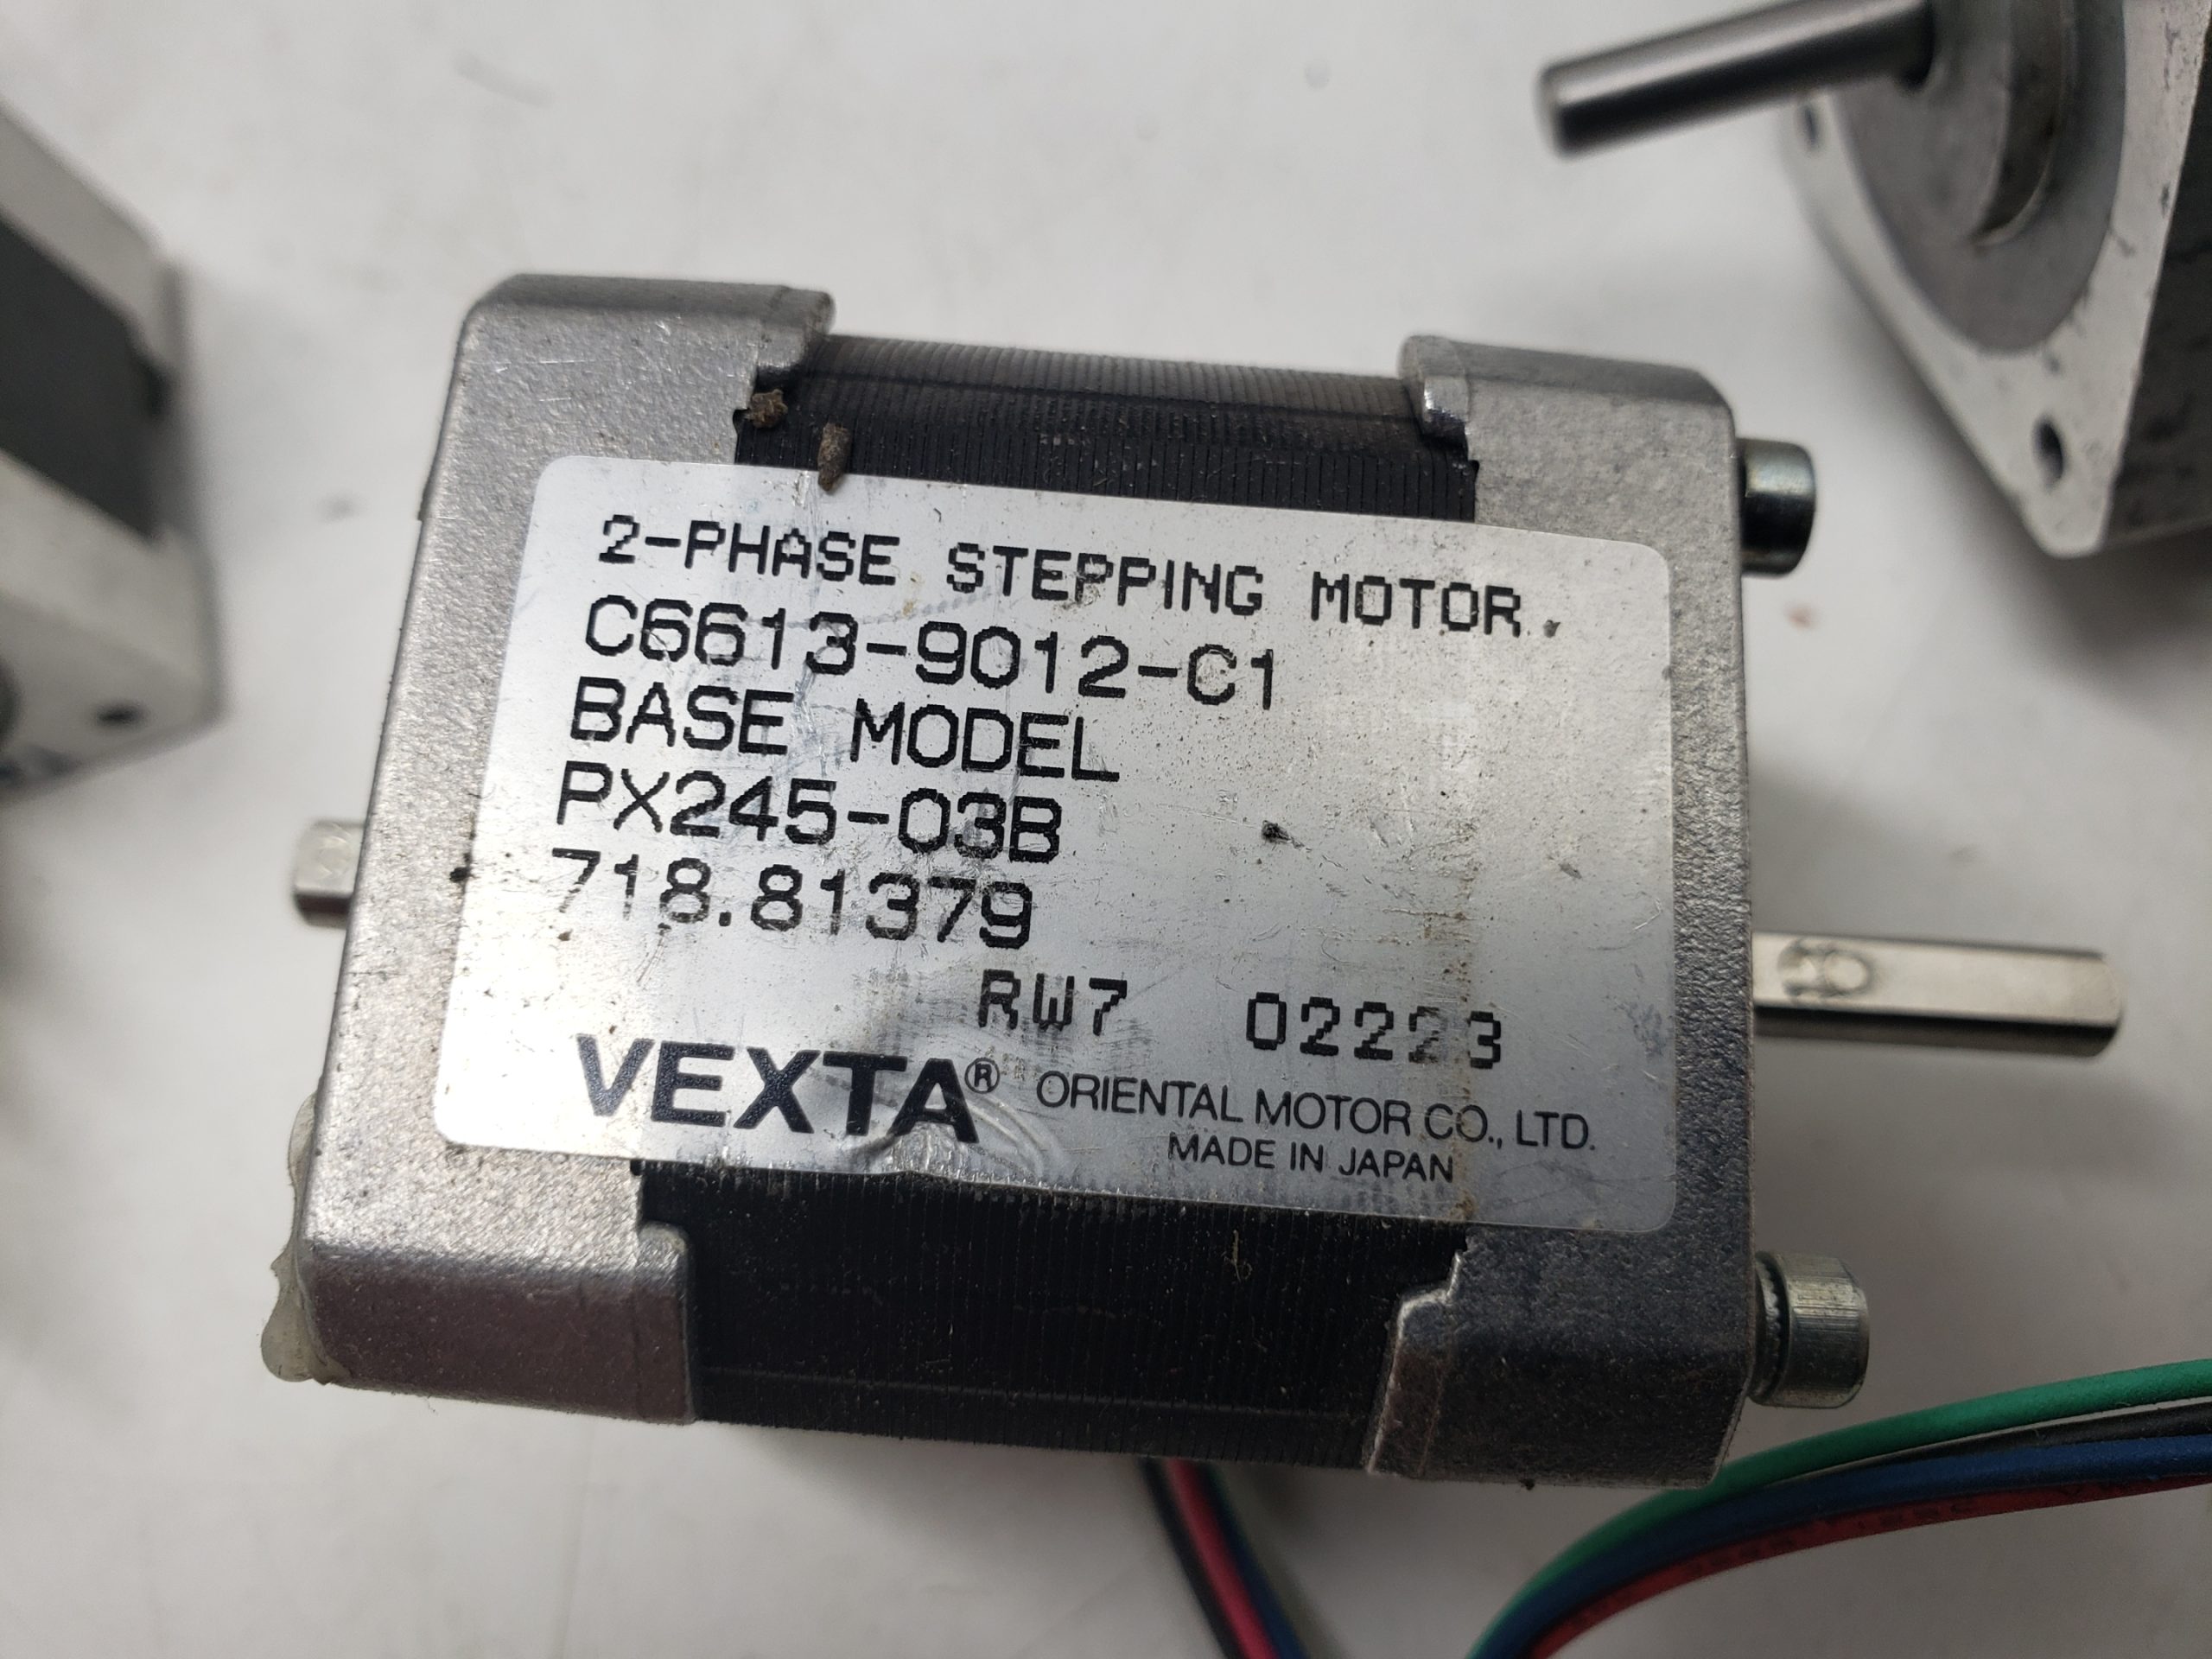 2-PHASE STEPPING MOTOR.
C6613-9012-C1
BASE MODEL
PX245-03B
718.81379
RW7 02223
VEXTA® ORIENTAL MOTOR CO., LTD.
MADE IN JAPAN